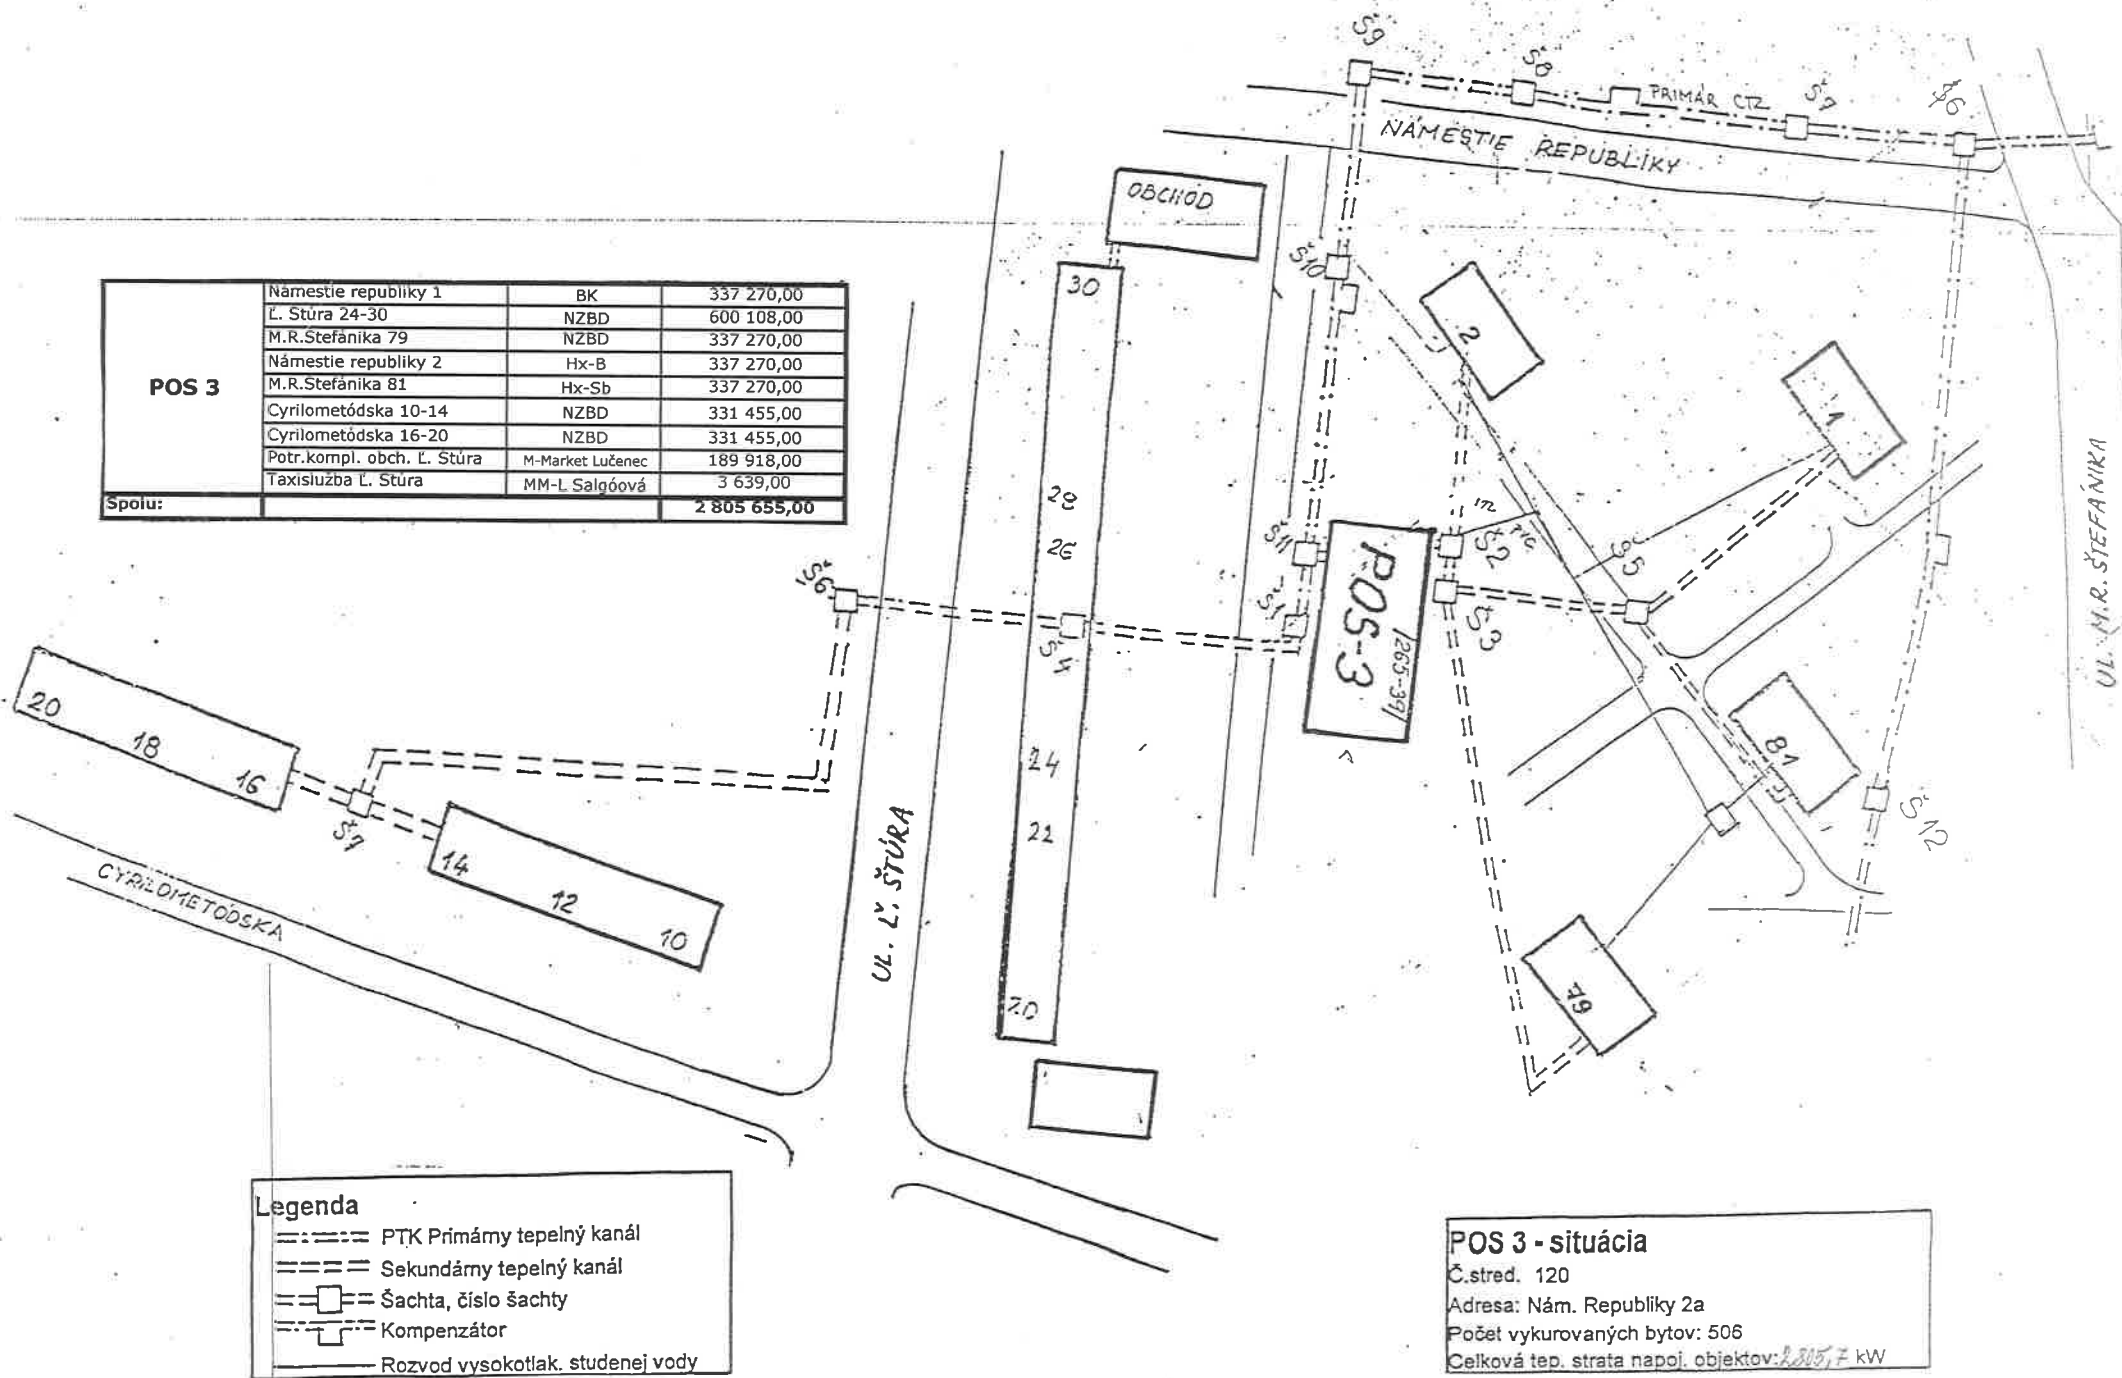 Š9
Š8
PRIMÁR CTZ
Š7
Š6
NÁMESTIE REPUBLIKY
OBCHOD
Š10
30
2
1
POS 3
Námestie republiky 1 BK 337 270,00
Ľ. Štúra 24-30 NZBD 600 108,00
M.R.Štefánika 79 NZBD 337 270,00
Námestie republiky 2 Hx-B 337 270,00
M.R.Štefánika 81 Hx-Sb 337 270,00
Cyrilometódska 10-14 NZBD 331 455,00
Cyrilometódska 16-20 NZBD 331 455,00
Potr.kompl. obch. Ľ. Štúra M-Market Lučenec 189 918,00
Taxislužba Ľ. Štúra MM-L Salgóová 3 639,00
Spolu: 2 805 655,00
28
26
Š11
Š1
POS-3
/265-391/
Š2
Š3
Š5
UL. M.R. ŠTEFÁNIKA
Š6
Š4
20
18
16
Š7
14
12
10
24
22
20
81
Š12
79
CYRILOMETODSKA
UL. Ľ. ŠTÚRA
Legenda
PTK Primárny tepelný kanál
Sekundárny tepelný kanál
Šachta, číslo šachty
Kompenzátor
Rozvod vysokotlak. studenej vody
POS 3 - situácia
Č.stred. 120
Adresa: Nám. Republiky 2a
Počet vykurovaných bytov: 506
Celková tep. strata napoj. objektov: 2805,7 kW